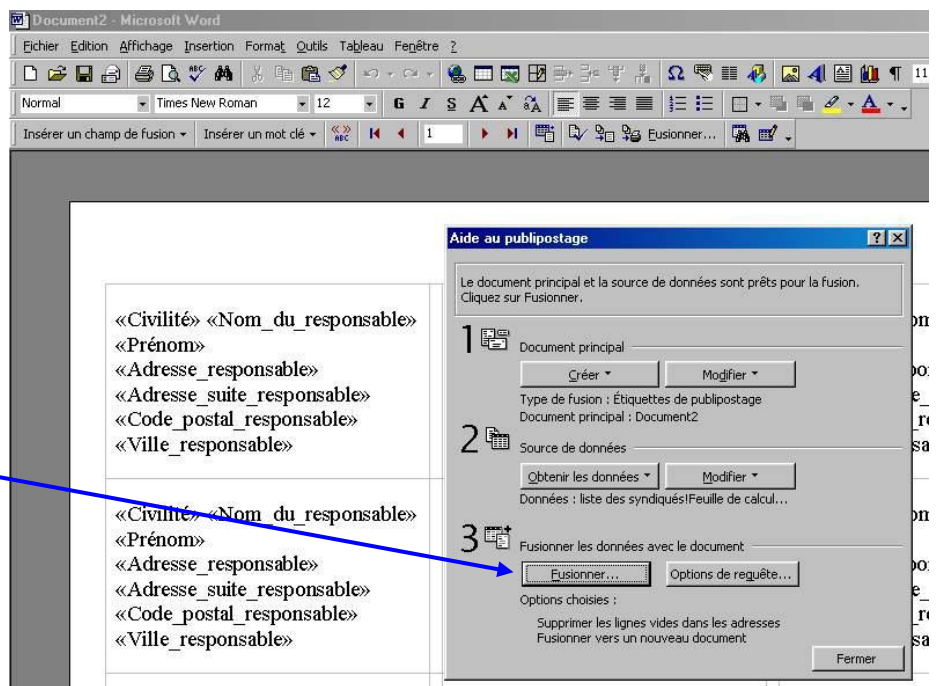 Document2 - Microsoft Word
Fichier Edition Affichage Insertion Format Outils Tableau Fenêtre ?
Normal Times New Roman 12 G I S
Insérer un champ de fusion Insérer un mot clé «» ABC 1 Fusionner...
Aide au publipostage
Le document principal et la source de données sont prêts pour la fusion.
Cliquez sur Fusionner.
«Civilité» «Nom_du_responsable»
«Prénom»
«Adresse_responsable»
«Adresse_suite_responsable»
«Code_postal_responsable»
«Ville_responsable»
1 Document principal
Créer Modifier
Type de fusion : Étiquettes de publipostage
Document principal : Document2
2 Source de données
Obtenir les données Modifier
Données : liste des syndiqués!Feuille de calcul...
«Civilité» «Nom_du_responsable»
«Prénom»
«Adresse_responsable»
«Adresse_suite_responsable»
«Code_postal_responsable»
«Ville_responsable»
3 Fusionner les données avec le document
Fusionner... Options de requête...
Options choisies :
Supprimer les lignes vides dans les adresses
Fusionner vers un nouveau document
Fermer